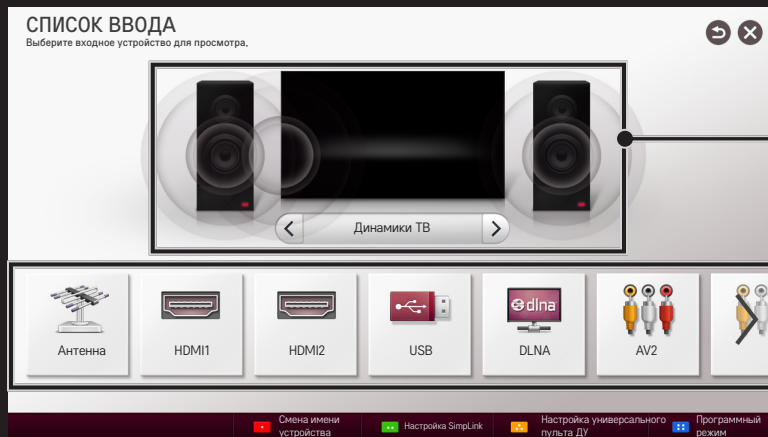 СПИСОК ВВОДА
Выберите входное устройство для просмотра.
Динамики ТВ
Антенна
HDMI1
HDMI2
USB
dlna
DLNA
AV2
Смена имени
устройства
Настройка SimpLink
Настройка универсального
пульта ДУ
Программный
режим